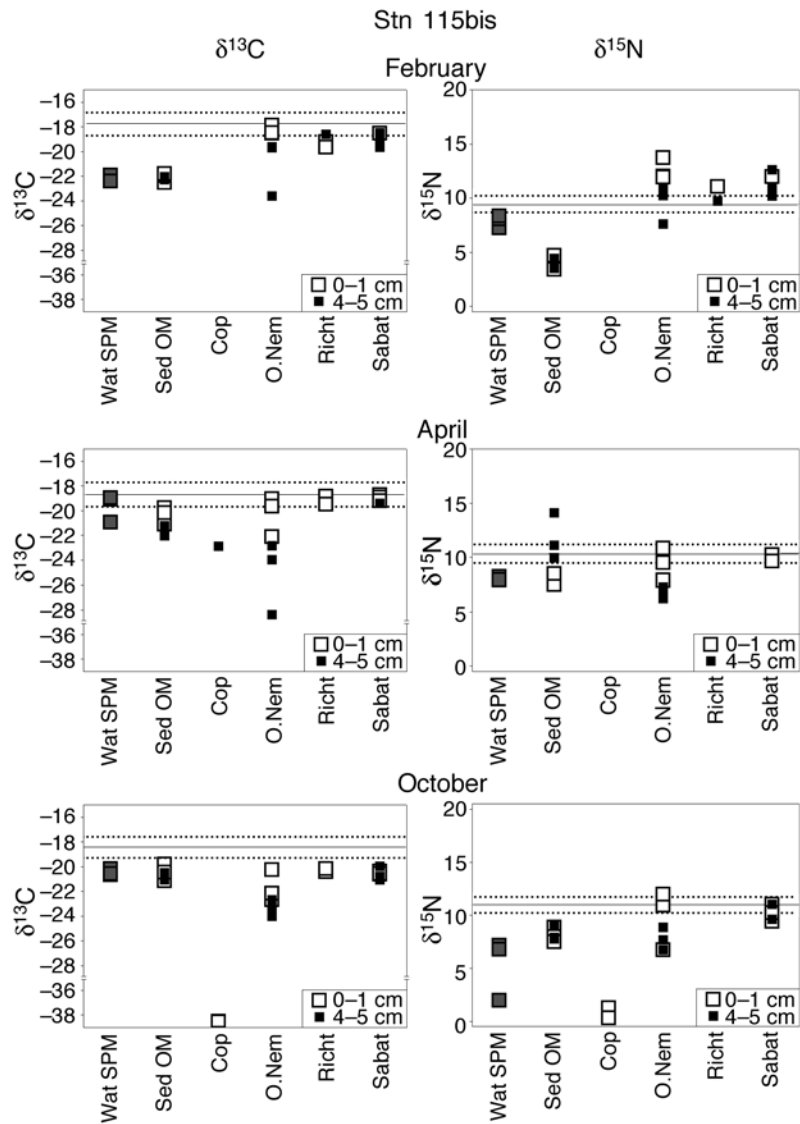 Stn 115bis
δ¹³C
δ¹⁵N
February
δ¹³C
−16
−18
−20
−22
−24
−26
−28
−36
−38
0–1 cm
4–5 cm
Wat SPM
Sed OM
Cop
O.Nem
Richt
Sabat
δ¹⁵N
20
15
10
5
0
0–1 cm
4–5 cm
Wat SPM
Sed OM
Cop
O.Nem
Richt
Sabat
April
δ¹³C
−16
−18
−20
−22
−24
−26
−28
−36
−38
0–1 cm
4–5 cm
Wat SPM
Sed OM
Cop
O.Nem
Richt
Sabat
δ¹⁵N
20
15
10
5
0
0–1 cm
4–5 cm
Wat SPM
Sed OM
Cop
O.Nem
Richt
Sabat
October
δ¹³C
−16
−18
−20
−22
−24
−26
−28
−36
−38
0–1 cm
4–5 cm
Wat SPM
Sed OM
Cop
O.Nem
Richt
Sabat
δ¹⁵N
20
15
10
5
0
0–1 cm
4–5 cm
Wat SPM
Sed OM
Cop
O.Nem
Richt
Sabat